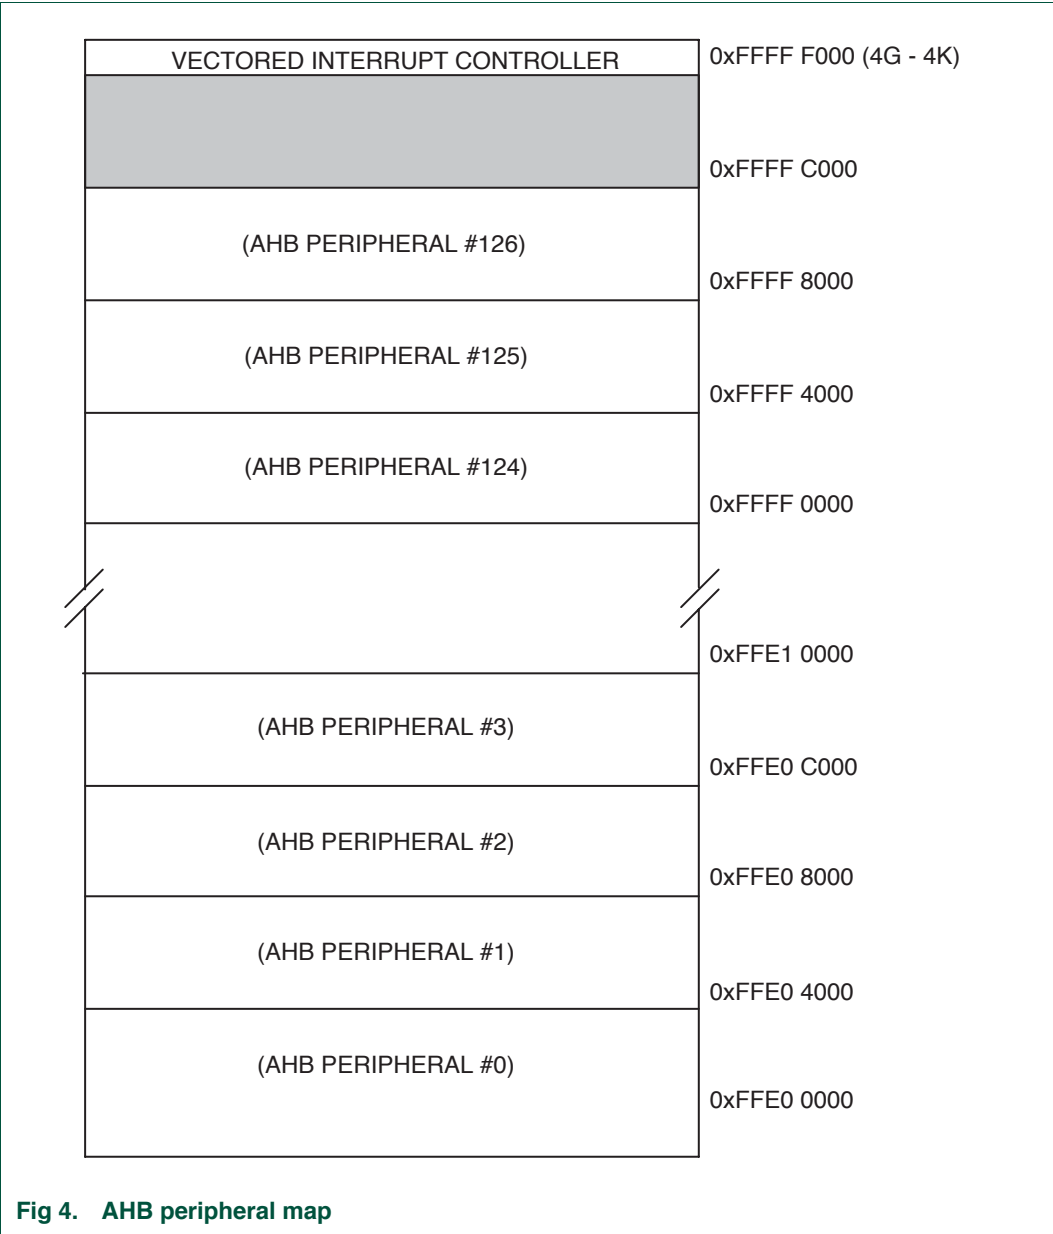 VECTORED INTERRUPT CONTROLLER 0xFFFF F000 (4G - 4K)
0xFFFF C000
(AHB PERIPHERAL #126)
0xFFFF 8000
(AHB PERIPHERAL #125)
0xFFFF 4000
(AHB PERIPHERAL #124)
0xFFFF 0000
0xFFE1 0000
(AHB PERIPHERAL #3)
0xFFE0 C000
(AHB PERIPHERAL #2)
0xFFE0 8000
(AHB PERIPHERAL #1)
0xFFE0 4000
(AHB PERIPHERAL #0)
0xFFE0 0000
Fig 4. AHB peripheral map